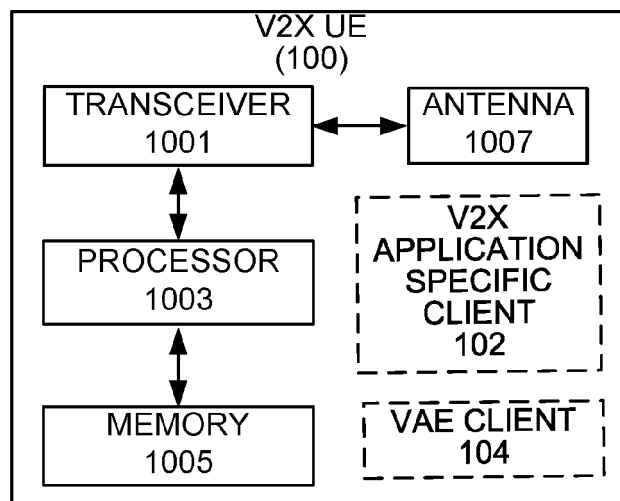 V2X UE
(100)
TRANSCEIVER
1001
ANTENNA
1007
PROCESSOR
1003
V2X
APPLICATION
SPECIFIC
CLIENT
102
MEMORY
1005
VAE CLIENT
104